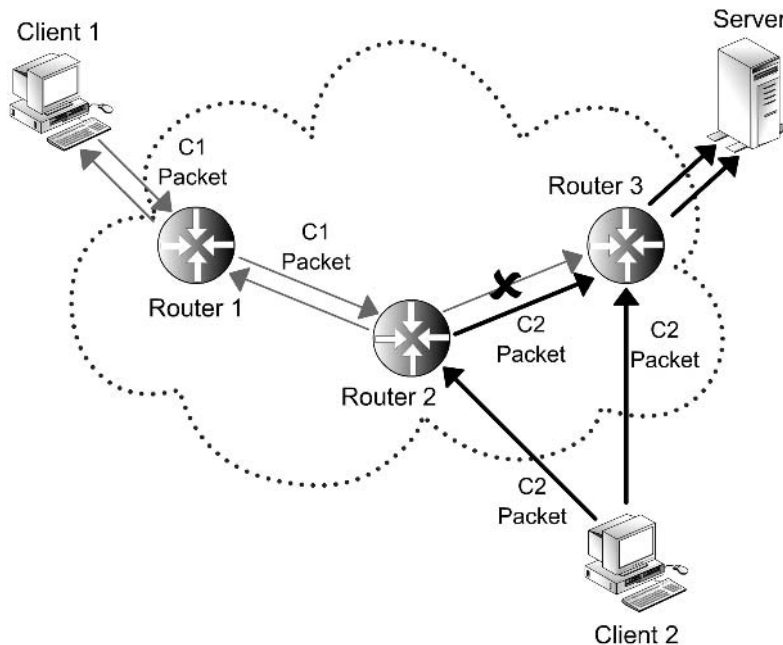 Client 1
Server
C1
Packet
Router 3
C1
Packet
Router 1
C2
Packet
C2
Packet
Router 2
C2
Packet
Client 2